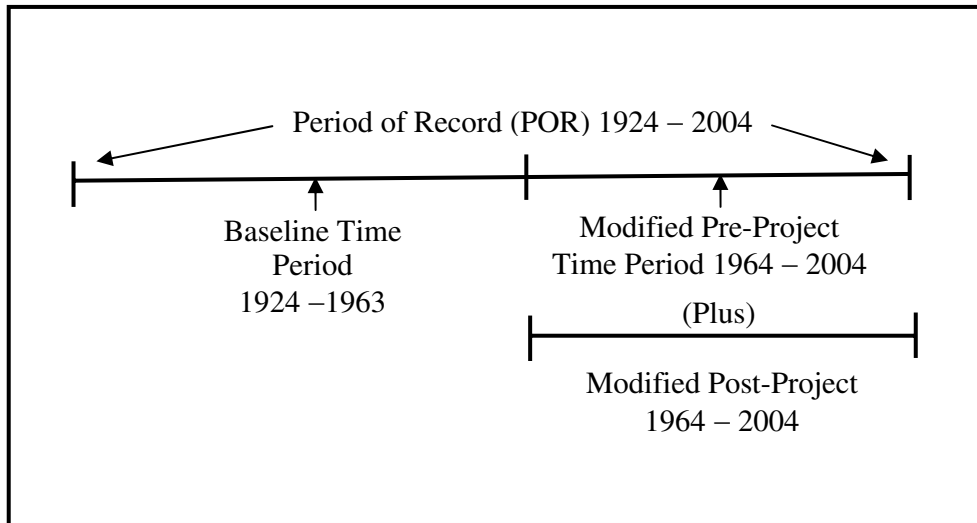 Period of Record (POR) 1924 – 2004
Baseline Time
Period
1924 –1963
Modified Pre-Project
Time Period 1964 – 2004
(Plus)
Modified Post-Project
1964 – 2004